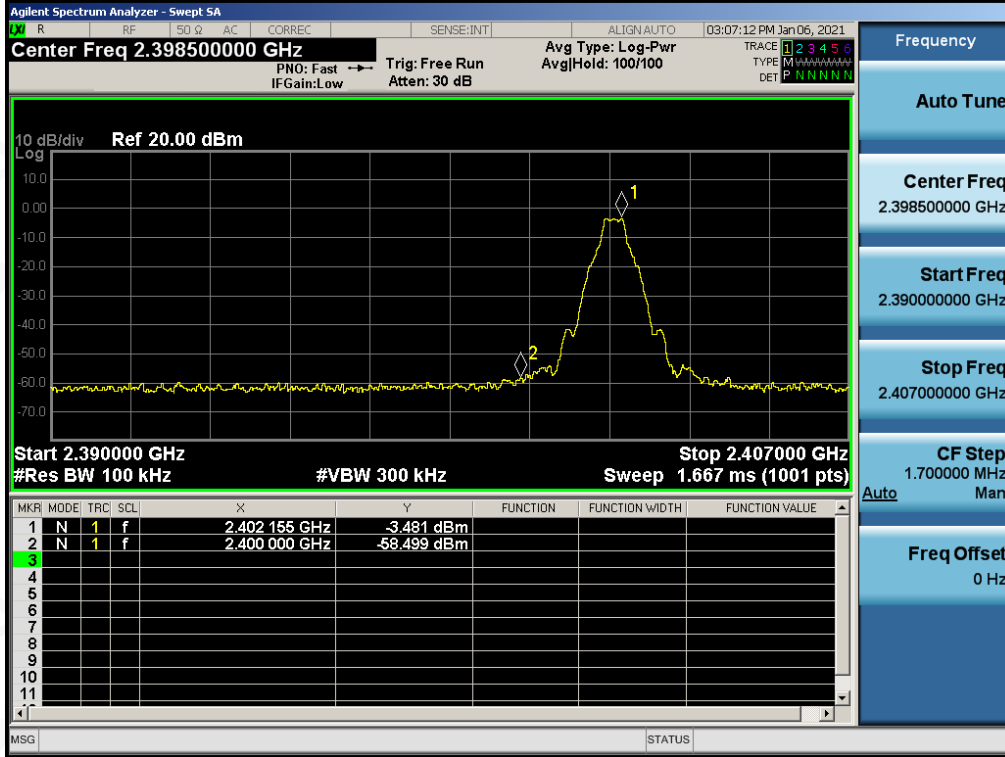 Agilent Spectrum Analyzer - Swept SA
LXI R RF 50 Ω AC CORREC SENSE:INT ALIGN AUTO 03:07:12 PM Jan 06, 2021
Center Freq 2.398500000 GHz
PNO: Fast
IFGain:Low
Trig: Free Run
Atten: 30 dB
Avg Type: Log-Pwr
Avg|Hold: 100/100
TRACE 1 2 3 4 5 6
TYPE M
DET P N N N N N
10 dB/div Ref 20.00 dBm
Log
10.0
0.00
-10.0
-20.0
-30.0
-40.0
-50.0
-60.0
-70.0
1
2
Start 2.390000 GHz Stop 2.407000 GHz
#Res BW 100 kHz #VBW 300 kHz Sweep 1.667 ms (1001 pts)
MKR MODE TRC SCL X Y FUNCTION FUNCTION WIDTH FUNCTION VALUE
1 N 1 f 2.402 155 GHz -3.481 dBm
2 N 1 f 2.400 000 GHz -58.499 dBm
3
4
5
6
7
8
9
10
11
MSG STATUS
Frequency
Auto Tune
Center Freq
2.398500000 GHz
Start Freq
2.390000000 GHz
Stop Freq
2.407000000 GHz
CF Step
1.700000 MHz
Auto Man
Freq Offset
0 Hz